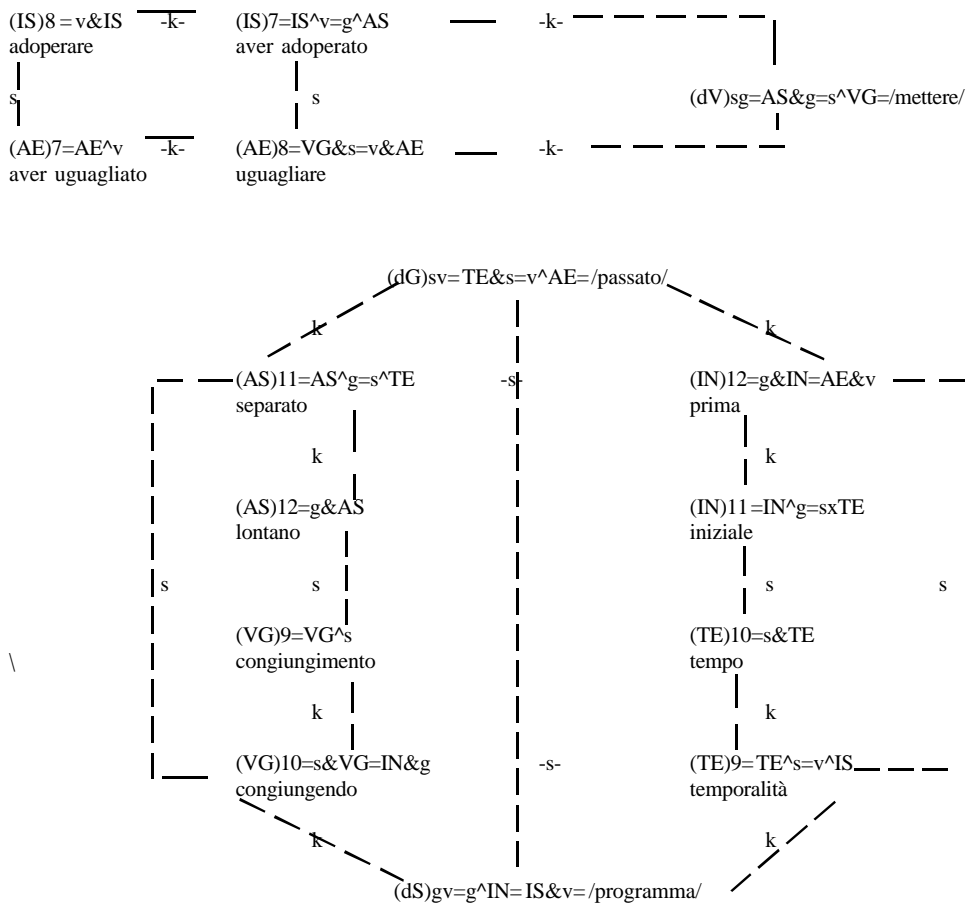 (IS)8 = v&IS -k- (IS)7=IS^v=g^AS -k-
adoperare aver adoperato
s s (dV)sg=AS&g=s^VG=/mettere/
(AE)7=AE^v -k- (AE)8=VG&s=v&AE -k-
aver uguagliato uguagliare
(dG)sv=TE&s=v^AE=/passato/
k k
(AS)11=AS^g=s^TE -s- (IN)12=g&IN=AE&v
separato prima
k k
(AS)12=g&AS (IN)11=IN^g=sxTE
lontano iniziale
s s s s
(VG)9=VG^s (TE)10=s&TE
\ congiungimento tempo
k k
(VG)10=s&VG=IN&g -s- (TE)9=TE^s=v^IS
congiungendo temporalità
k k
(dS)gv=g^IN=IS&v=/programma/